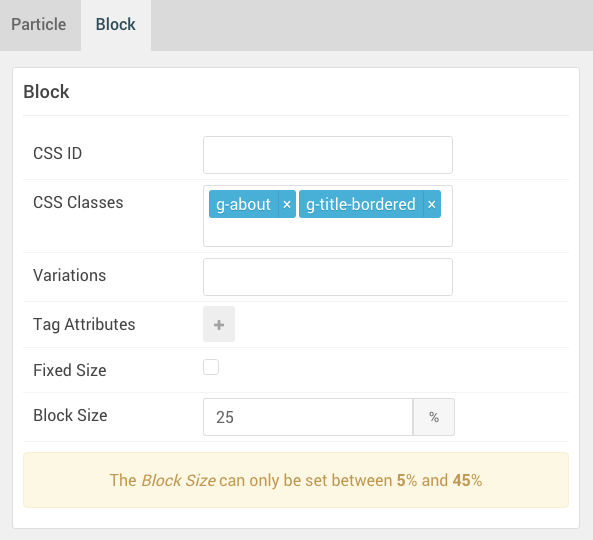 Particle Block
Block
CSS ID
CSS Classes g-about × g-title-bordered ×
Variations
Tag Attributes +
Fixed Size
Block Size 25 %
The Block Size can only be set between 5% and 45%